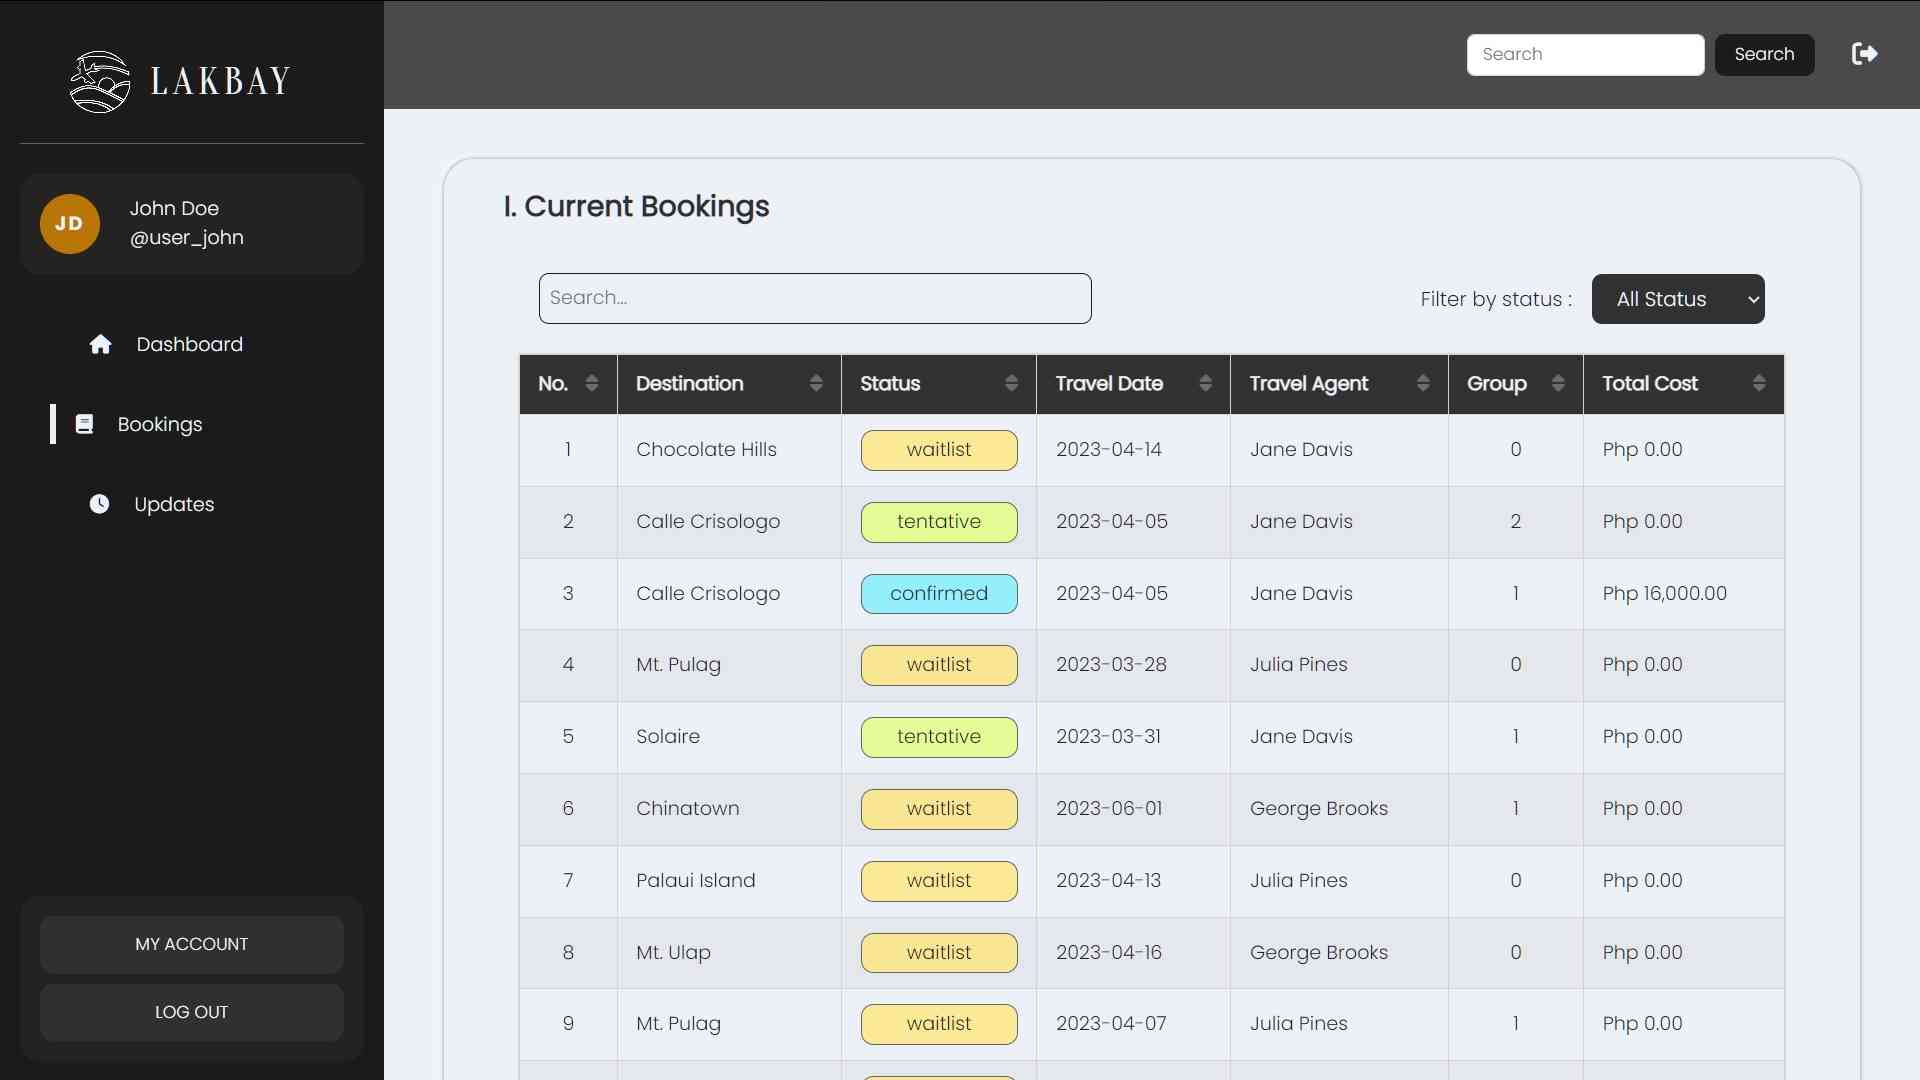 LAKBAY
Search Search
JD
John Doe
@user_john
Dashboard
Bookings
Updates
MY ACCOUNT
LOG OUT
I. Current Bookings
Search... Filter by status : All Status
No. Destination Status Travel Date Travel Agent Group Total Cost
1 Chocolate Hills waitlist 2023-04-14 Jane Davis 0 Php 0.00
2 Calle Crisologo tentative 2023-04-05 Jane Davis 2 Php 0.00
3 Calle Crisologo confirmed 2023-04-05 Jane Davis 1 Php 16,000.00
4 Mt. Pulag waitlist 2023-03-28 Julia Pines 0 Php 0.00
5 Solaire tentative 2023-03-31 Jane Davis 1 Php 0.00
6 Chinatown waitlist 2023-06-01 George Brooks 1 Php 0.00
7 Palaui Island waitlist 2023-04-13 Julia Pines 0 Php 0.00
8 Mt. Ulap waitlist 2023-04-16 George Brooks 0 Php 0.00
9 Mt. Pulag waitlist 2023-04-07 Julia Pines 1 Php 0.00